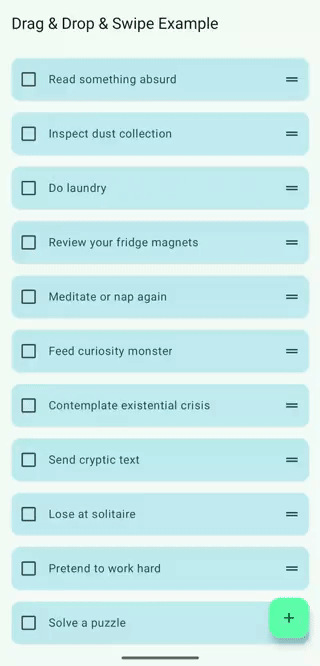 Drag & Drop & Swipe Example
Read something absurd
Inspect dust collection
Do laundry
Review your fridge magnets
Meditate or nap again
Feed curiosity monster
Contemplate existential crisis
Send cryptic text
Lose at solitaire
Pretend to work hard
Solve a puzzle